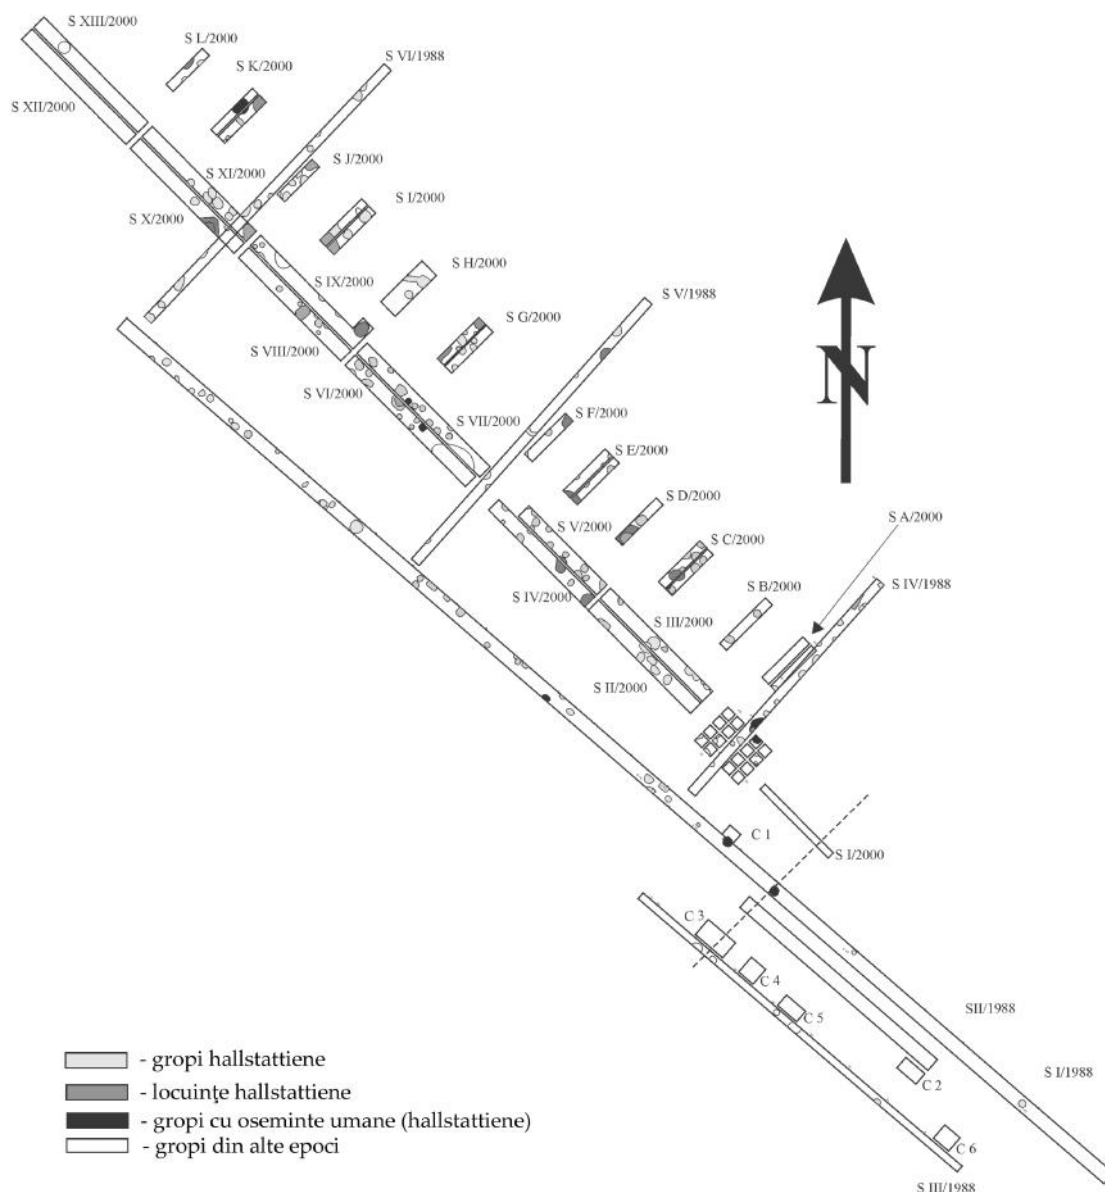 S XIII/2000
S L/2000
S VI/1988
S K/2000
S XII/2000
S J/2000
S XI/2000
S I/2000
S X/2000
S H/2000
S IX/2000
S V/1988
S G/2000
S VIII/2000
S VI/2000
S VII/2000
S F/2000
N
S E/2000
S D/2000
S A/2000
S V/2000
S C/2000
S IV/1988
S B/2000
S IV/2000
S III/2000
S II/2000
C 1
S I/2000
C 3
C 4
SII/1988
C 5
C 2
S I/1988
C 6
S III/1988
- gropi hallstattiene
- locuinţe hallstattiene
- gropi cu oseminte umane (hallstattiene)
- gropi din alte epoci